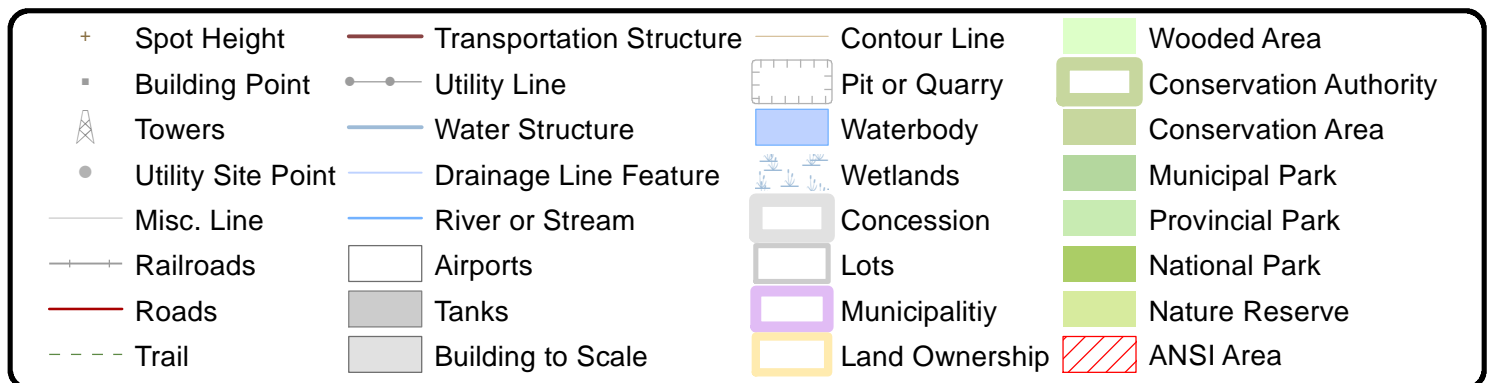 Spot Height
Building Point
Towers
Utility Site Point
Misc. Line
Railroads
Roads
Trail
Transportation Structure
Utility Line
Water Structure
Drainage Line Feature
River or Stream
Airports
Tanks
Building to Scale
Contour Line
Pit or Quarry
Waterbody
Wetlands
Concession
Lots
Municipalitiy
Land Ownership
Wooded Area
Conservation Authority
Conservation Area
Municipal Park
Provincial Park
National Park
Nature Reserve
ANSI Area